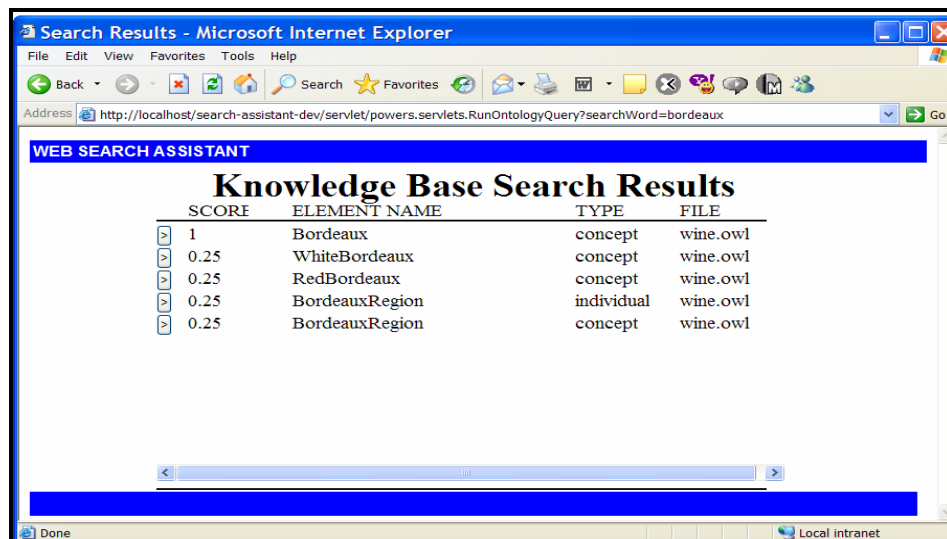 Search Results - Microsoft Internet Explorer
File Edit View Favorites Tools Help
Back Search Favorites
Address http://localhost/search-assistant-dev/servlet/powers.servlets.RunOntologyQuery?searchWord=bordeaux Go
WEB SEARCH ASSISTANT
Knowledge Base Search Results
SCORE ELEMENT NAME TYPE FILE
> 1 Bordeaux concept wine.owl
> 0.25 WhiteBordeaux concept wine.owl
> 0.25 RedBordeaux concept wine.owl
> 0.25 BordeauxRegion individual wine.owl
> 0.25 BordeauxRegion concept wine.owl
Done Local intranet